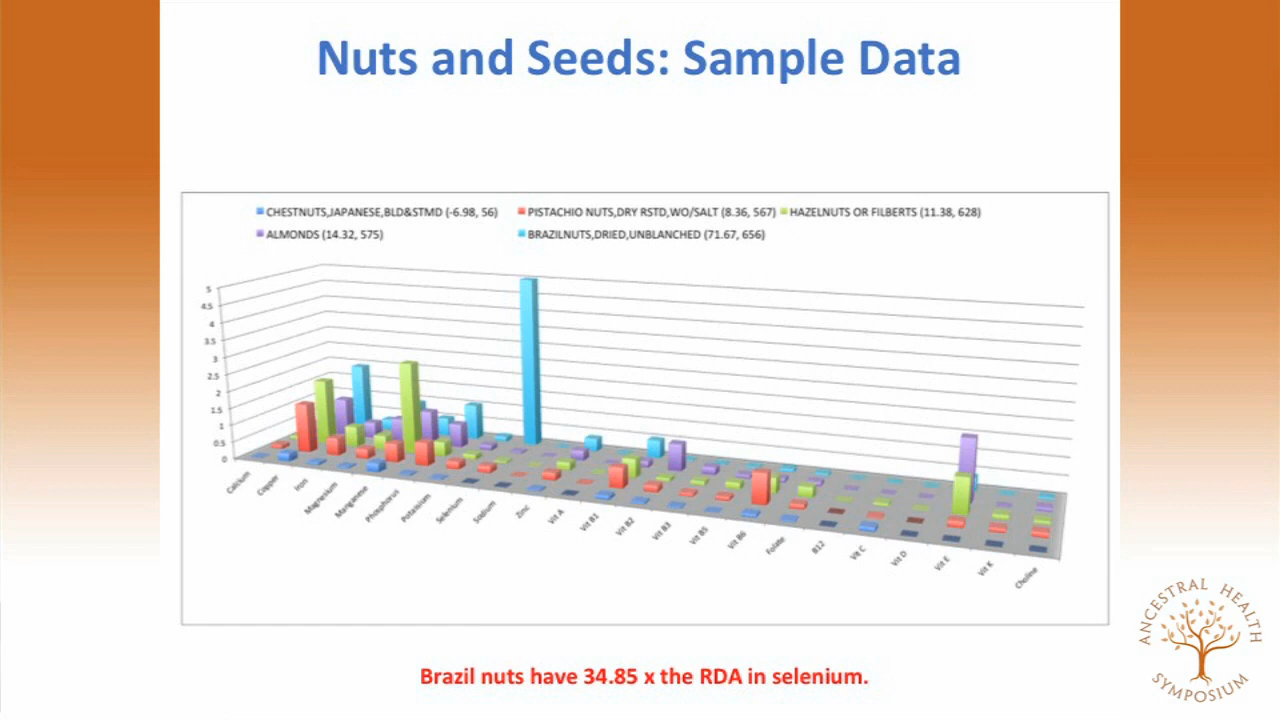 Nuts and Seeds: Sample Data
CHESTNUTS,JAPANESE,BLD&STMD (-6.98, 56) PISTACHIO NUTS,DRY RSTD,WO/SALT (8.36, 567) HAZELNUTS OR FILBERTS (11.38, 628)
ALMONDS (14.32, 575) BRAZILNUTS,DRIED,UNBLANCHED (71.67, 656)
5
4.5
4
3.5
3
2.5
2
1.5
1
0.5
0
Calcium
Copper
Iron
Magnesium
Manganese
Phosphorus
Potassium
Selenium
Sodium
Zinc
Vit A
Vit B1
Vit B2
Vit B3
Vit B5
Vit B6
Folate
B12
Vit C
Vit D
Vit E
Vit K
Choline
Brazil nuts have 34.85 x the RDA in selenium.
ANCESTRAL HEALTH
SYMPOSIUM